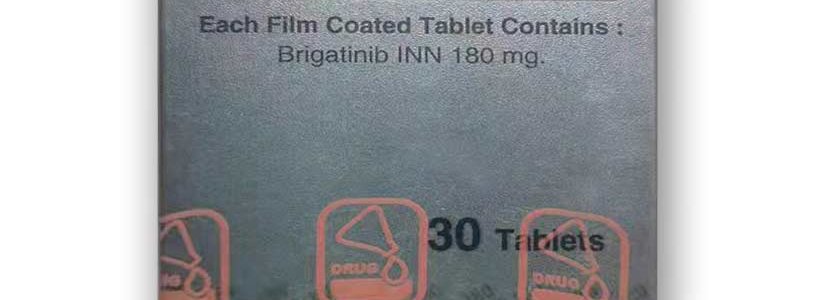 Each Film Coated Tablet Contains :
Brigatinib INN 180 mg.
30 Tablets
DRUG
DRUG